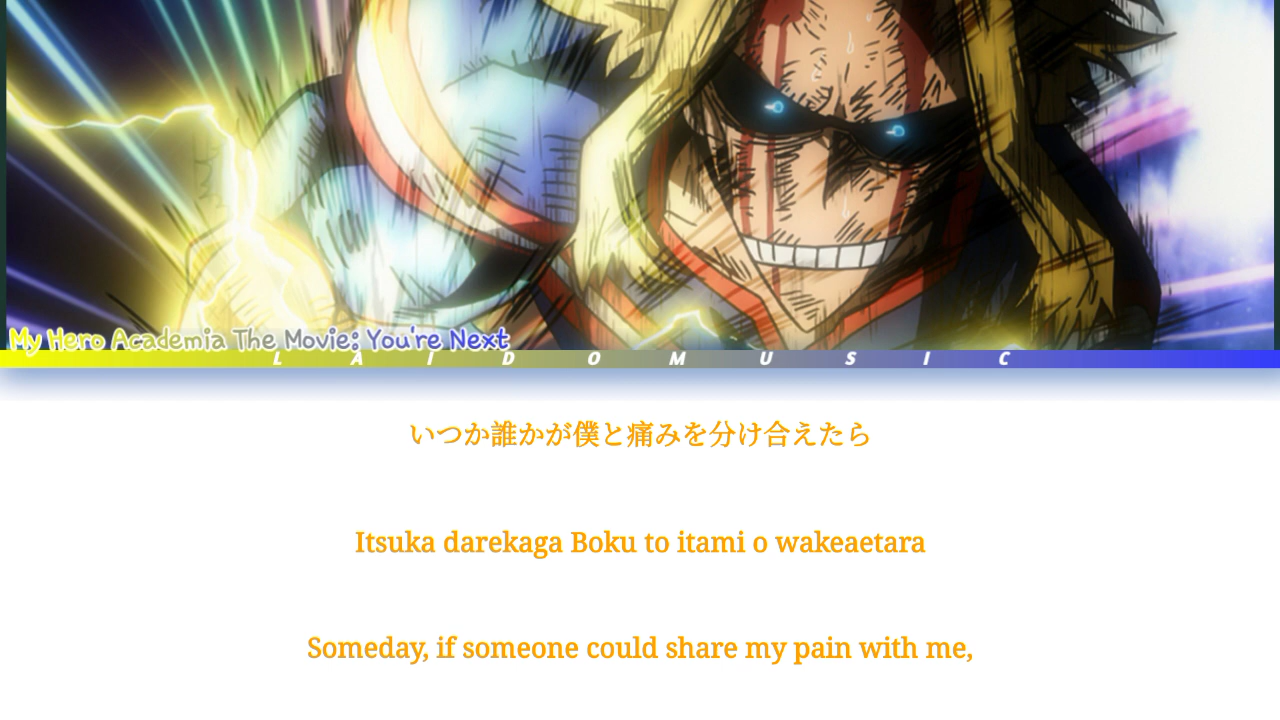 My Hero Academia The Movie: You're Next
LAIDOMUSIC
いつか誰かが僕と痛みを分け合えたら
Itsuka darekaga Boku to itami o wakeaetara
Someday, if someone could share my pain with me,